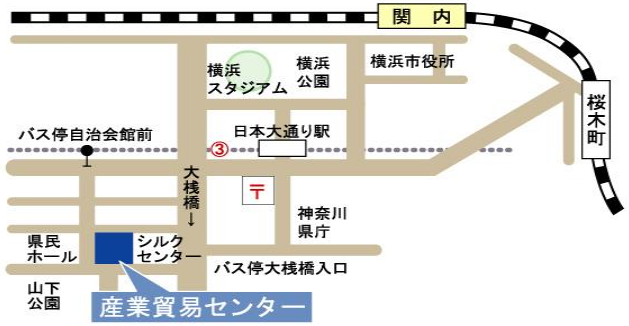 関 内
横浜
スタジアム
横浜
公園
横浜市役所
桜木町
バス停自治会館前
③
日本大通り駅
大桟橋↓
〒
神奈川
県庁
県民
ホール
シルク
センター
バス停大桟橋入口
山下
公園
産業貿易センター